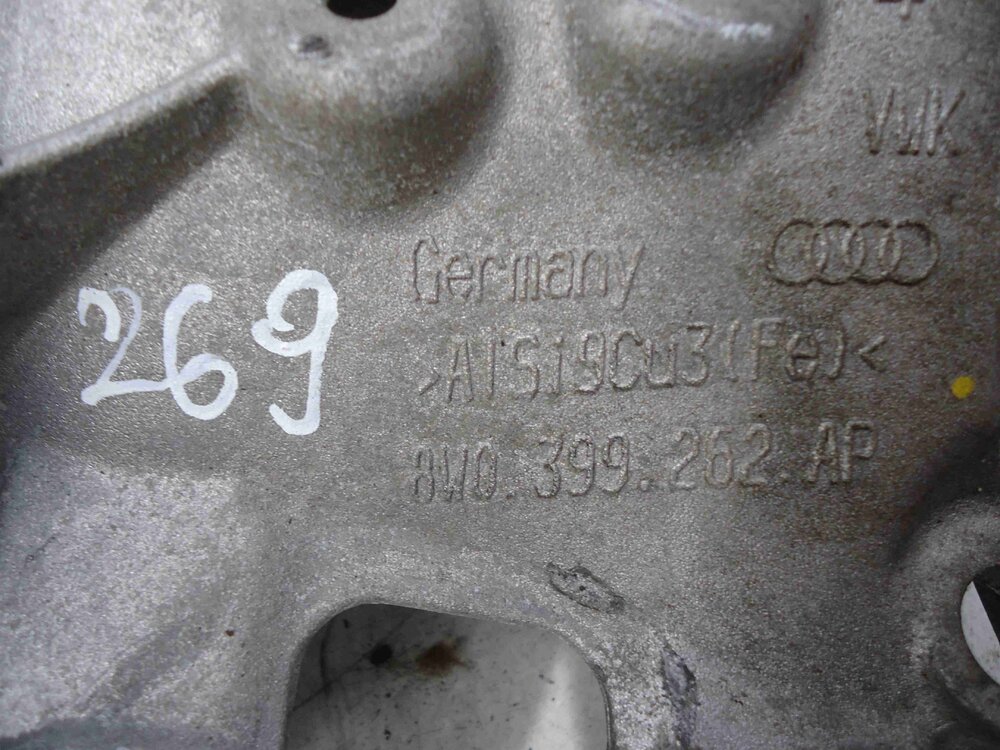 VWK
Germany
269
>AlSi9Cu3(Fe)<
8W0.399.262.AP